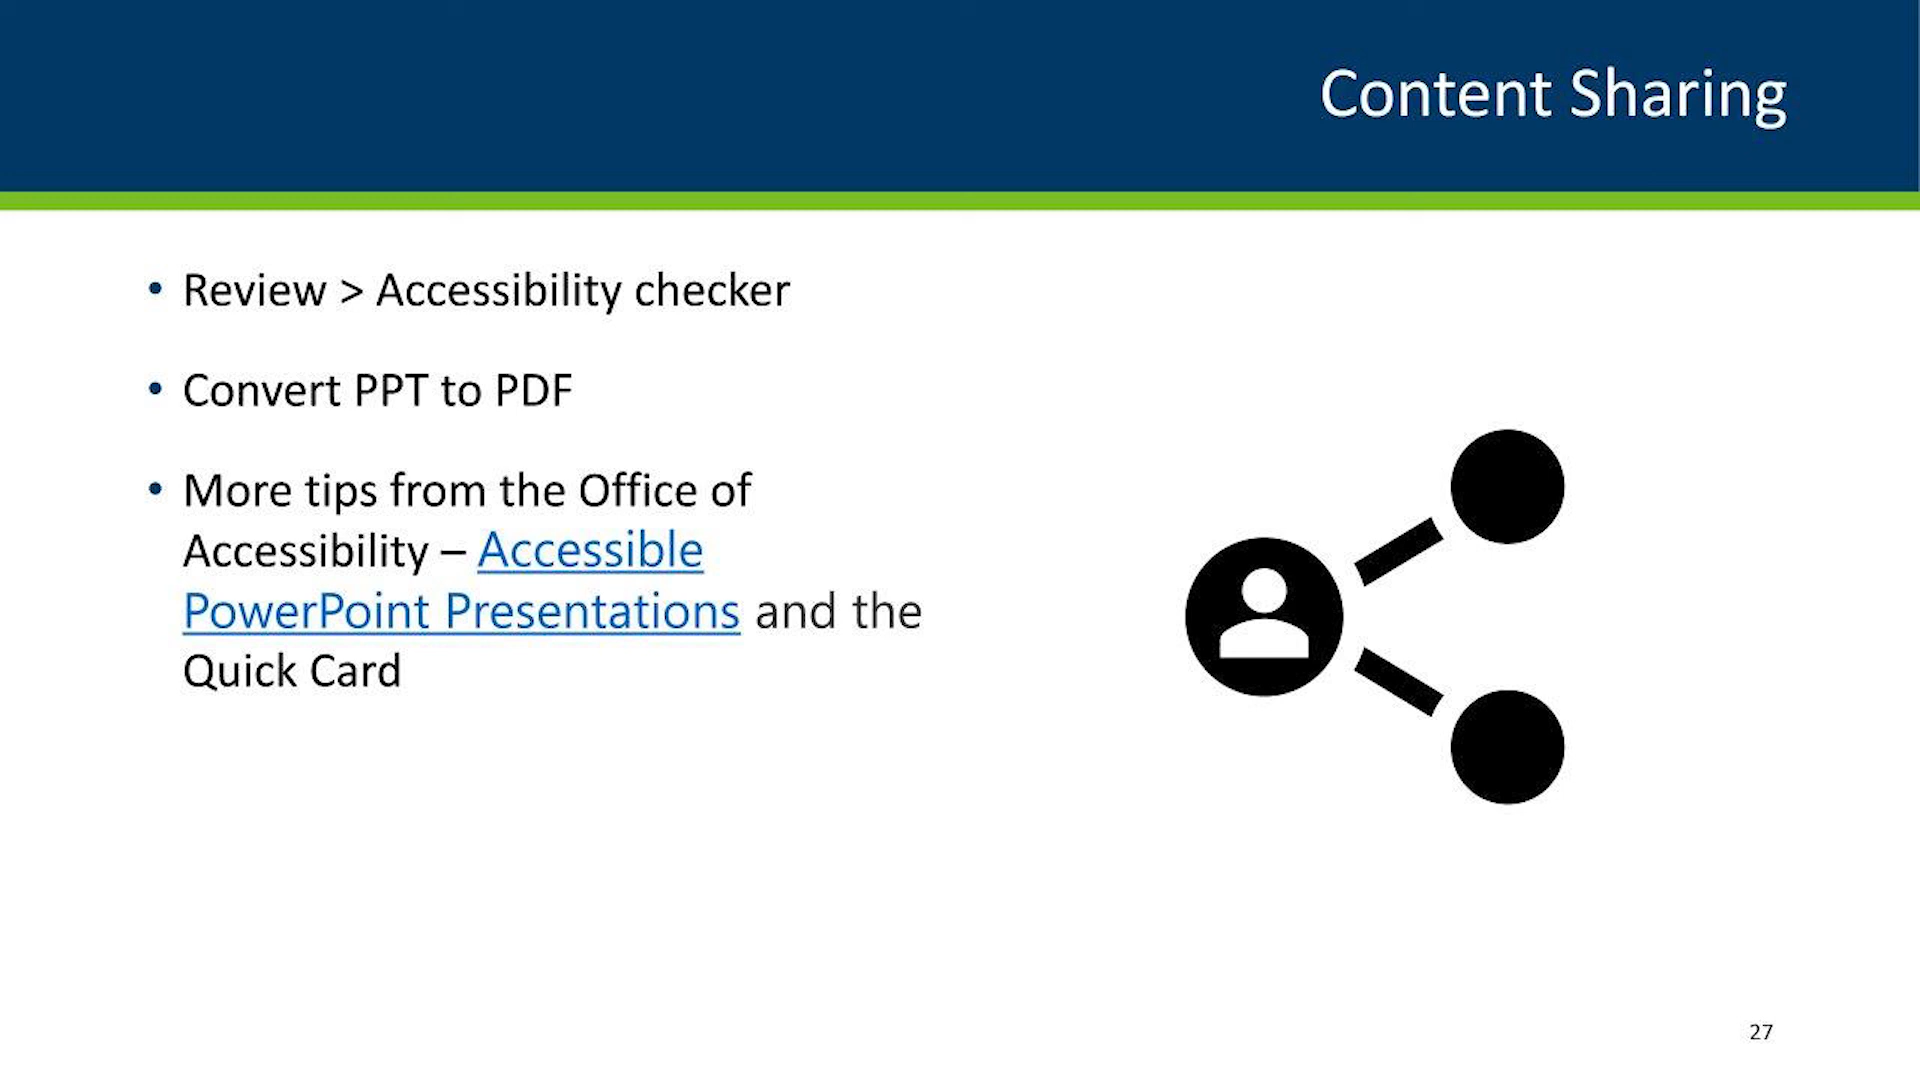 Content Sharing
• Review > Accessibility checker
• Convert PPT to PDF
• More tips from the Office of
Accessibility – Accessible
PowerPoint Presentations and the
Quick Card
27